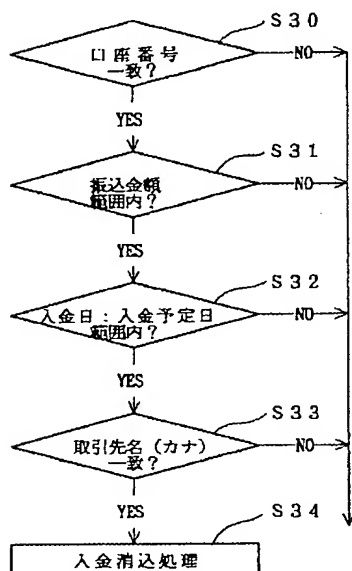 S30
口座番号
一致?
NO
YES
S31
振込金額
範囲内?
NO
YES
S32
入金日:入金予定日
範囲内?
NO
YES
S33
取引先名(カナ)
一致?
NO
YES
S34
入金消込処理